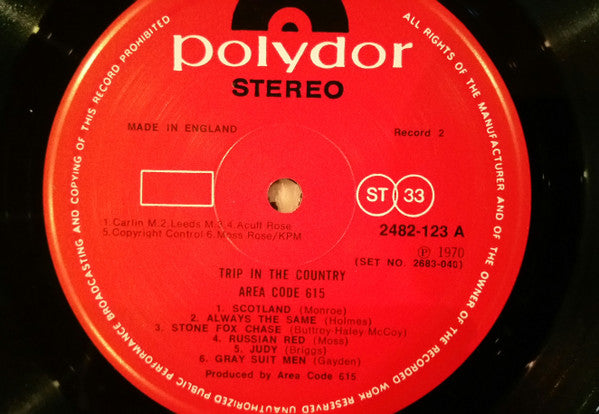 polydor
STEREO
MADE IN ENGLAND
Record 2
ST 33
1.Carlin M.2.Leeds M.3.4.Acuff Rose
5.Copyright Control·6.Moss Rose/KPM
2482-123 A
℗ 1970
(SET NO. 2683-040)
TRIP IN THE COUNTRY
AREA CODE 615
1. SCOTLAND (Monroe)
2. ALWAYS THE SAME (Holmes)
3. STONE FOX CHASE (Buttrey-Haley-McCoy)
4. RUSSIAN RED (Moss)
5. JUDY (Briggs)
6. GRAY SUIT MEN (Gayden)
Produced by Area Code 615
ALL RIGHTS OF THE MANUFACTURER AND OF THE OWNER OF THE RECORDED WORK RESERVED UNAUTHORIZED PUBLIC PERFORMANCE BROADCASTING AND COPYING OF THIS RECORD PROHIBITED